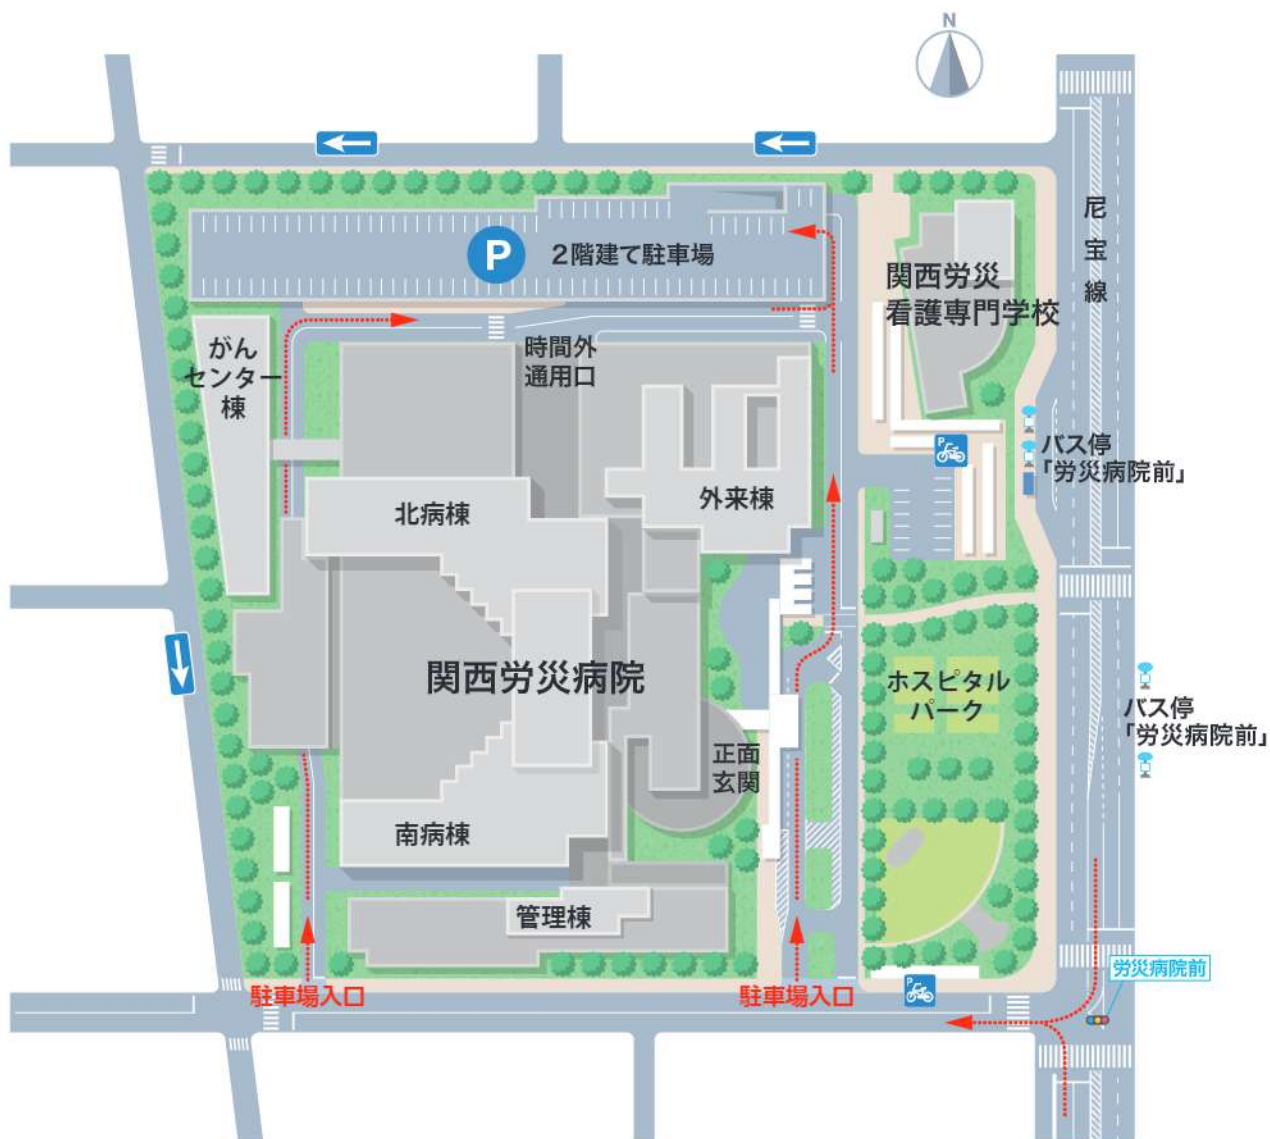 N
尼宝線
P
2階建て駐車場
関西労災
看護専門学校
がん
センター
棟
時間外
通用口
P
バス停
「労災病院前」
外来棟
北病棟
関西労災病院
ホスピタル
パーク
バス停
「労災病院前」
正面
玄関
南病棟
管理棟
労災病院前
P
駐車場入口
駐車場入口